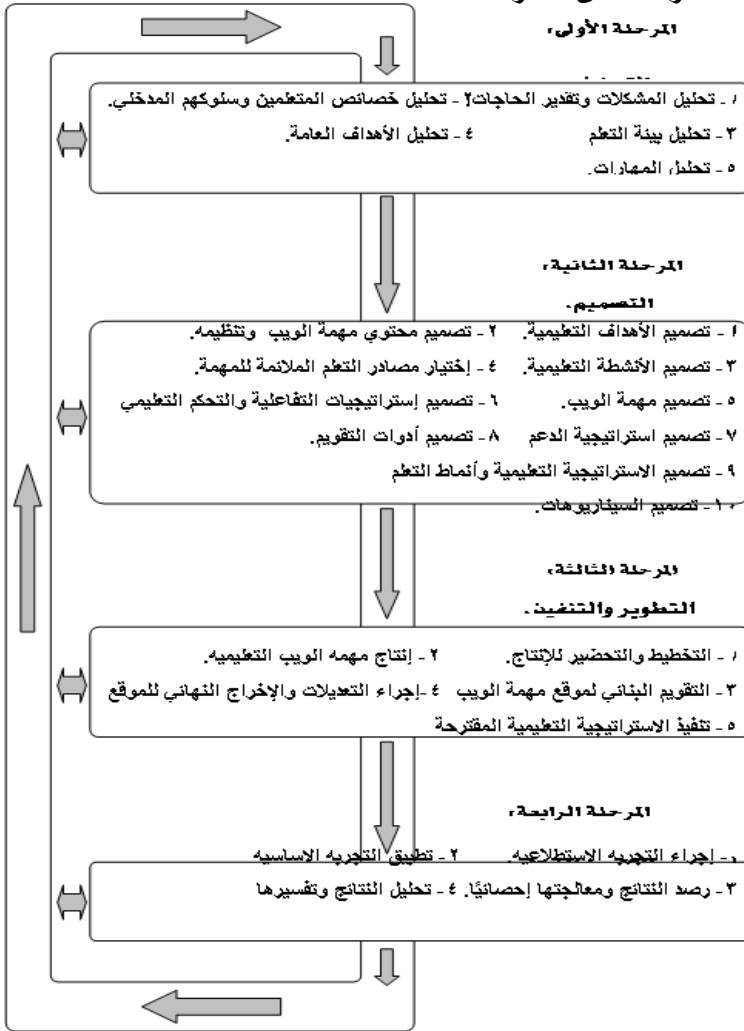 المرحلة الأولى:
١ - تحليل المشكلات وتقدير الحاجات ٢ - تحليل خصائص المتعلمين وسلوكهم المدخلي.
٣ - تحليل بيئة التعلم ٤ - تحليل الأهداف العامة.
٥ - تحليل المهارات.
المرحلة الثانية:
التصميم.
١ - تصميم الأهداف التعليمية. ٢ - تصميم محتوي مهمة الويب وتنظيمه.
٣ - تصميم الأنشطة التعليمية. ٤ - إختيار مصادر التعلم الملائمة للمهمة.
٥ - تصميم مهمة الويب. ٦ - تصميم إستراتيجيات التفاعلية والتحكم التعليمي
٧ - تصميم استراتيجية الدعم ٨ - تصميم أدوات التقويم.
٩ - تصميم الاستراتيجية التعليمية وأنماط التعلم
١٠ - تصميم السيناريوهات.
المرحلة الثالثة:
التطوير والتنفيذ.
١ - التخطيط والتحضير للإنتاج. ٢ - إنتاج مهمه الويب التعليميه.
٣ - التقويم البنائي لموقع مهمة الويب ٤ -إجراء التعديلات والإخراج النهائي للموقع
٥ - تنفيذ الاستراتيجية التعليمية المقترحة
المرحلة الرابعة:
١- إجراء التجربه الاستطلاعيه. ٢ - تطبيق التجربه الاساسيه
٣ - رصد النتائج ومعالجتها إحصائيًا. ٤ - تحليل النتائج وتفسيرها